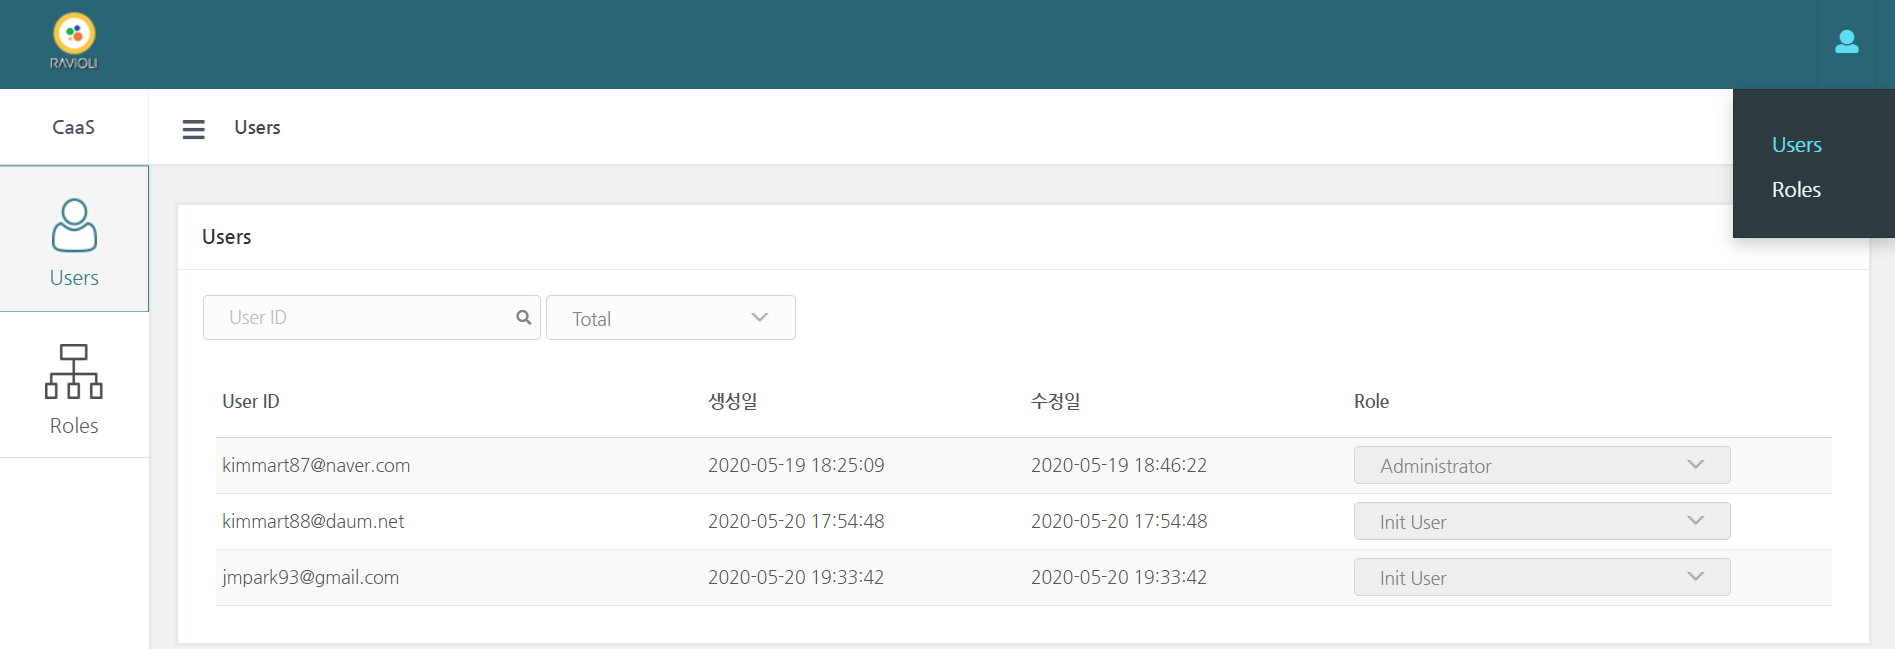 RAVIOLI
CaaS
Users
Users
Roles
Users
Roles
Users
User ID
Total
User ID 생성일 수정일 Role
kimmart87@naver.com 2020-05-19 18:25:09 2020-05-19 18:46:22 Administrator
kimmart88@daum.net 2020-05-20 17:54:48 2020-05-20 17:54:48 Init User
jmpark93@gmail.com 2020-05-20 19:33:42 2020-05-20 19:33:42 Init User